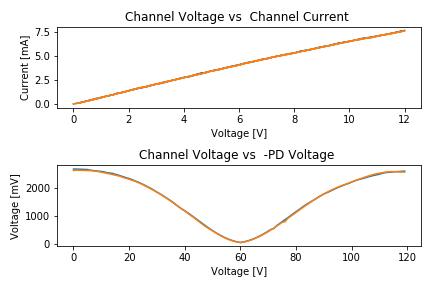 Channel Voltage vs  Channel Current
7.5
5.0
2.5
0.0
Current [mA]
0 2 4 6 8 10 12
Voltage [V]
Channel Voltage vs  -PD Voltage
2000
1000
0
Voltage [mV]
0 20 40 60 80 100 120
Voltage [V]